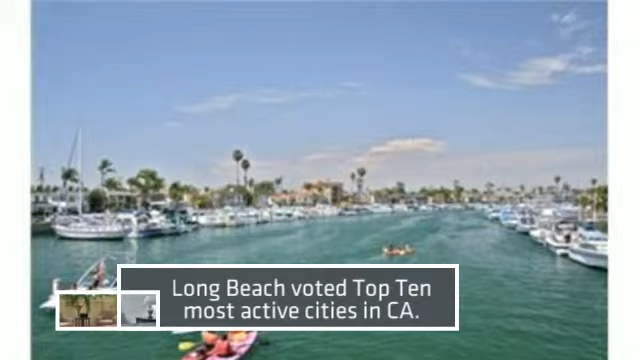 Long Beach voted Top Ten
most active cities in CA.